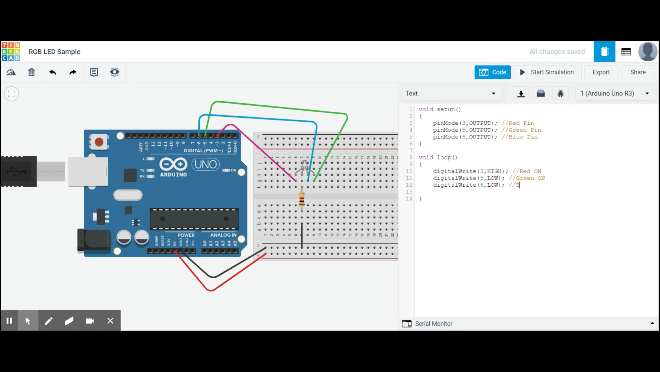 RGB LED Sample
All changes saved
Code
Start Simulation
Export
Share
Text
1 (Arduino Uno R3)
1 void setup()
2 {
3 pinMode(3,OUTPUT); //Red Pin
4 pinMode(5,OUTPUT); //Green Pin
5 pinMode(6,OUTPUT); //Blue Pin
6 }
7
8 void loop()
9 {
10 digitalWrite(3,HIGH); //Red ON
11 digitalWrite(5,LOW); //Green ON
12 digitalWrite(6,LOW); //B
13
14 }
DIGITAL (PWM~)
UNO
ARDUINO
ON
POWER
ANALOG IN
Serial Monitor